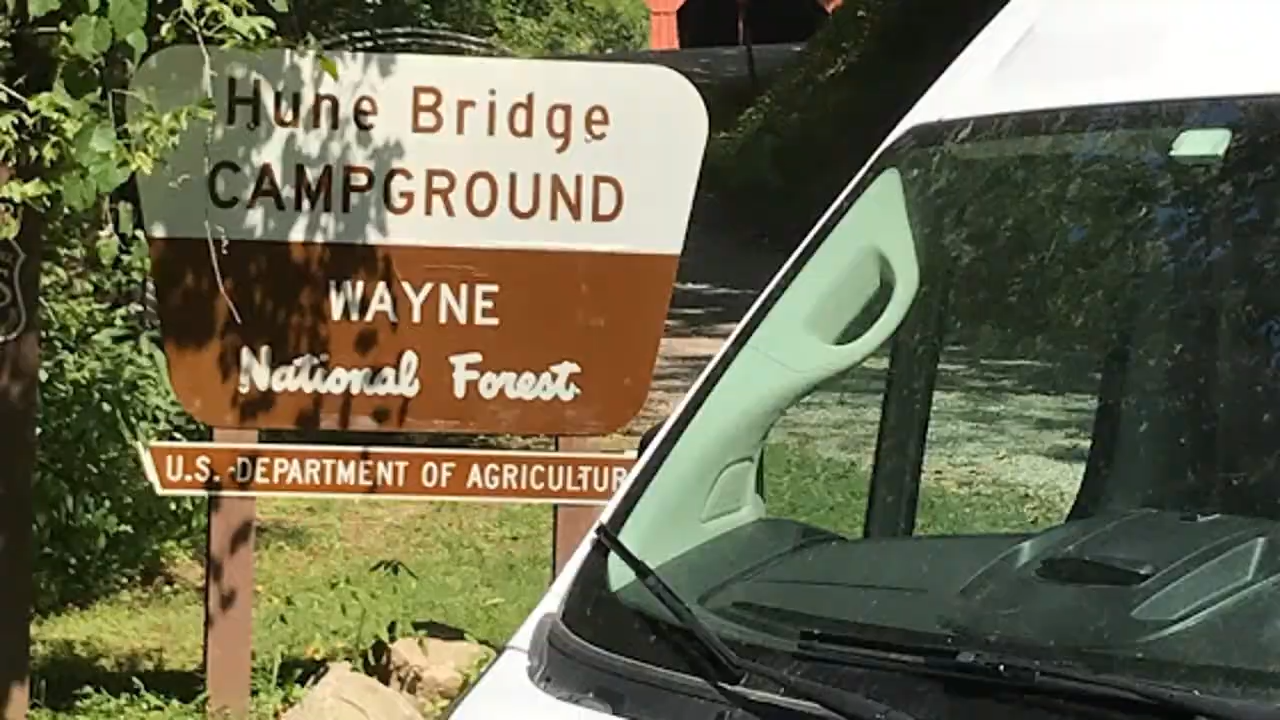 Hune Bridge
CAMPGROUND
WAYNE
National Forest
U.S. DEPARTMENT OF AGRICULTUR